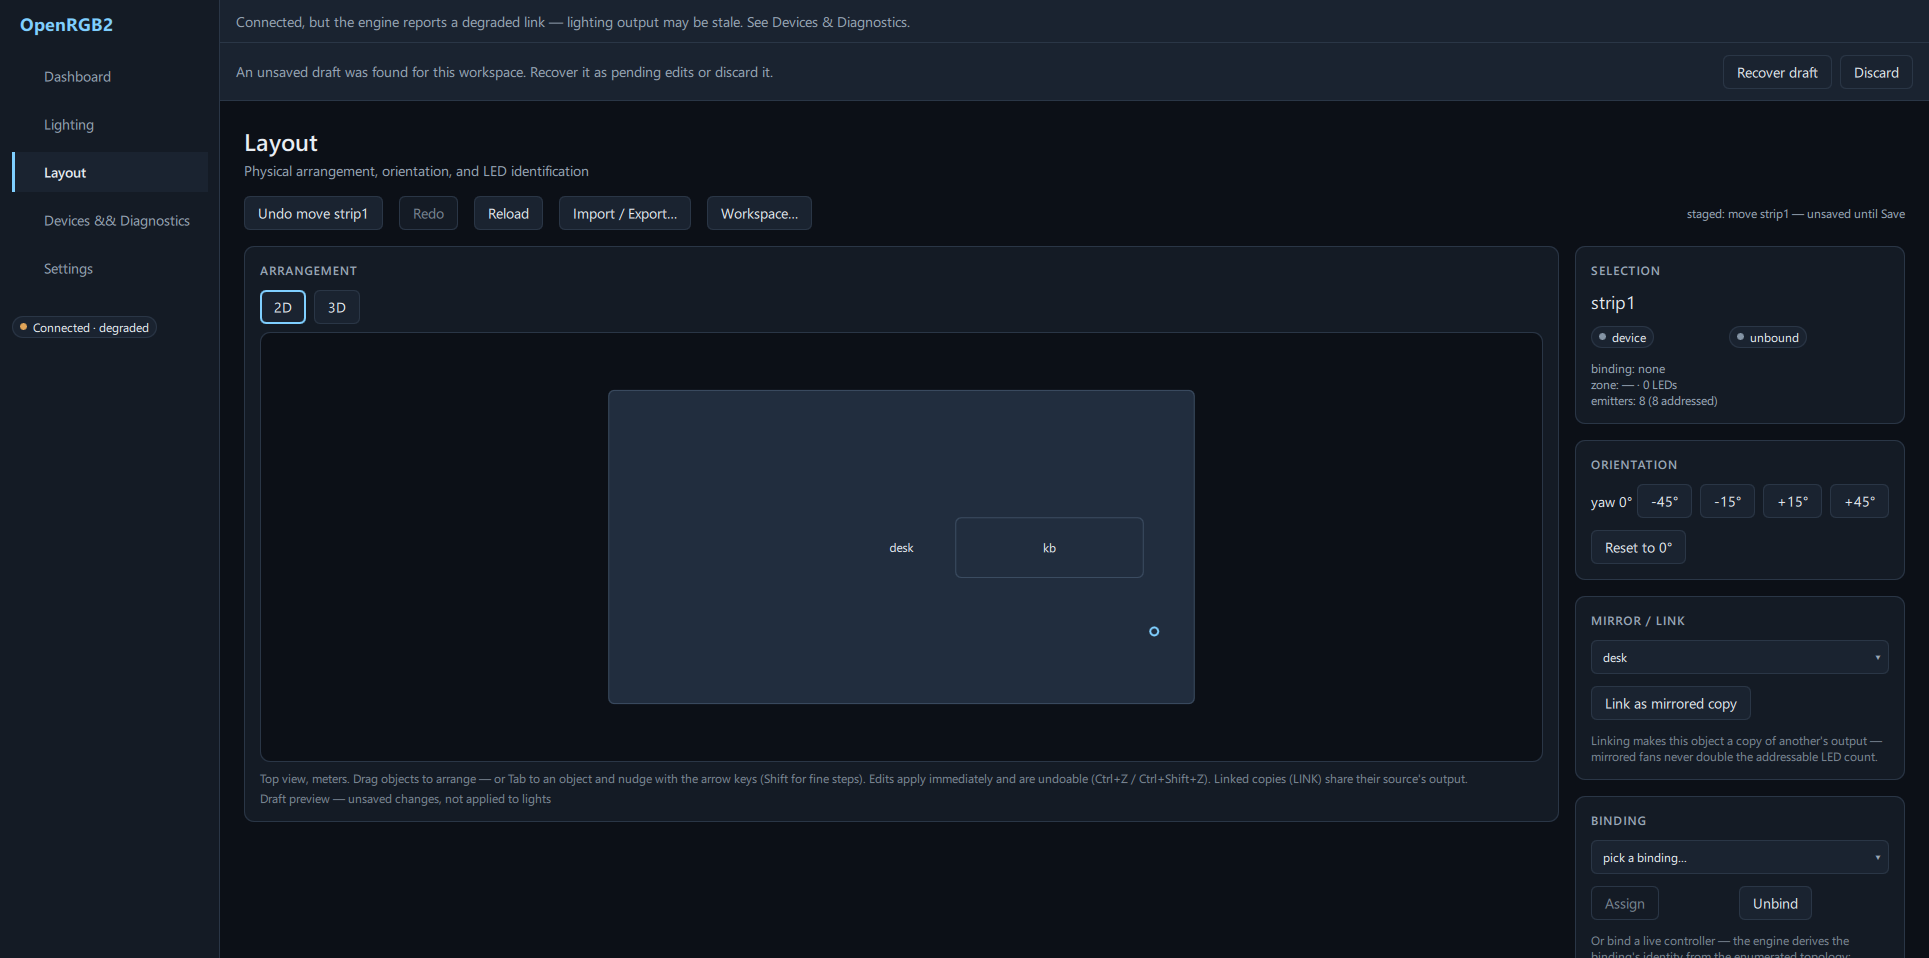 OpenRGB2
Dashboard
Lighting
Layout
Devices && Diagnostics
Settings
Connected · degraded
Connected, but the engine reports a degraded link — lighting output may be stale. See Devices & Diagnostics.
An unsaved draft was found for this workspace. Recover it as pending edits or discard it.
Recover draft
Discard
Layout
Physical arrangement, orientation, and LED identification
Undo move strip1
Redo
Reload
Import / Export...
Workspace...
staged: move strip1 — unsaved until Save
ARRANGEMENT
2D
3D
desk
kb
Top view, meters. Drag objects to arrange — or Tab to an object and nudge with the arrow keys (Shift for fine steps). Edits apply immediately and are undoable (Ctrl+Z / Ctrl+Shift+Z). Linked copies (LINK) share their source's output.
Draft preview — unsaved changes, not applied to lights
SELECTION
strip1
device
unbound
binding: none
zone: — · 0 LEDs
emitters: 8 (8 addressed)
ORIENTATION
yaw 0°
-45°
-15°
+15°
+45°
Reset to 0°
MIRROR / LINK
desk
Link as mirrored copy
Linking makes this object a copy of another's output —
mirrored fans never double the addressable LED count.
BINDING
pick a binding...
Assign
Unbind
Or bind a live controller — the engine derives the
binding's identity from the enumerated topology;